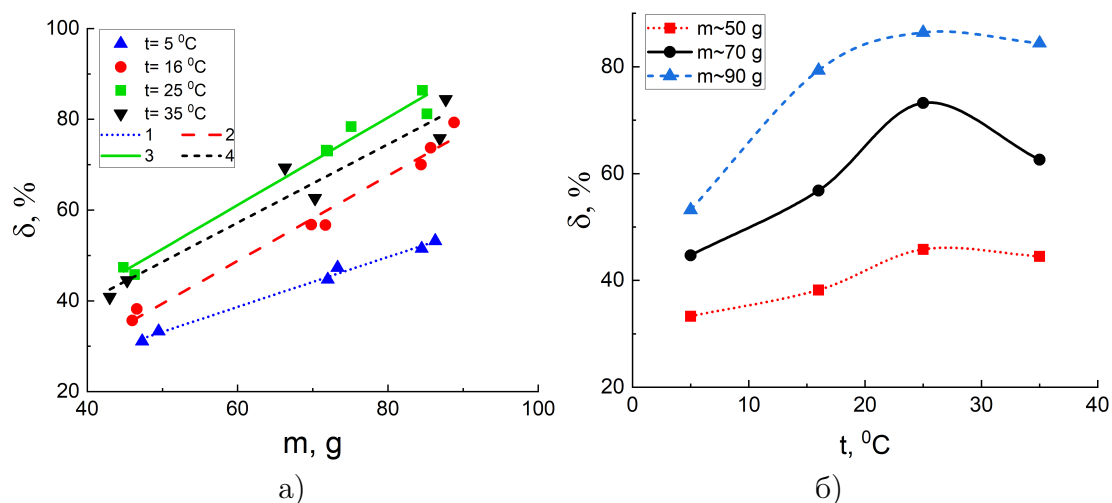 t= 5 ⁰C
t= 16 ⁰C
t= 25 ⁰C
t= 35 ⁰C
1 2
3 4
δ, %
80
60
40
20
40 60 80 100
m, g
а)
m~50 g
m~70 g
m~90 g
δ, %
80
60
40
20
0 10 20 30 40
t, ⁰C
б)
100